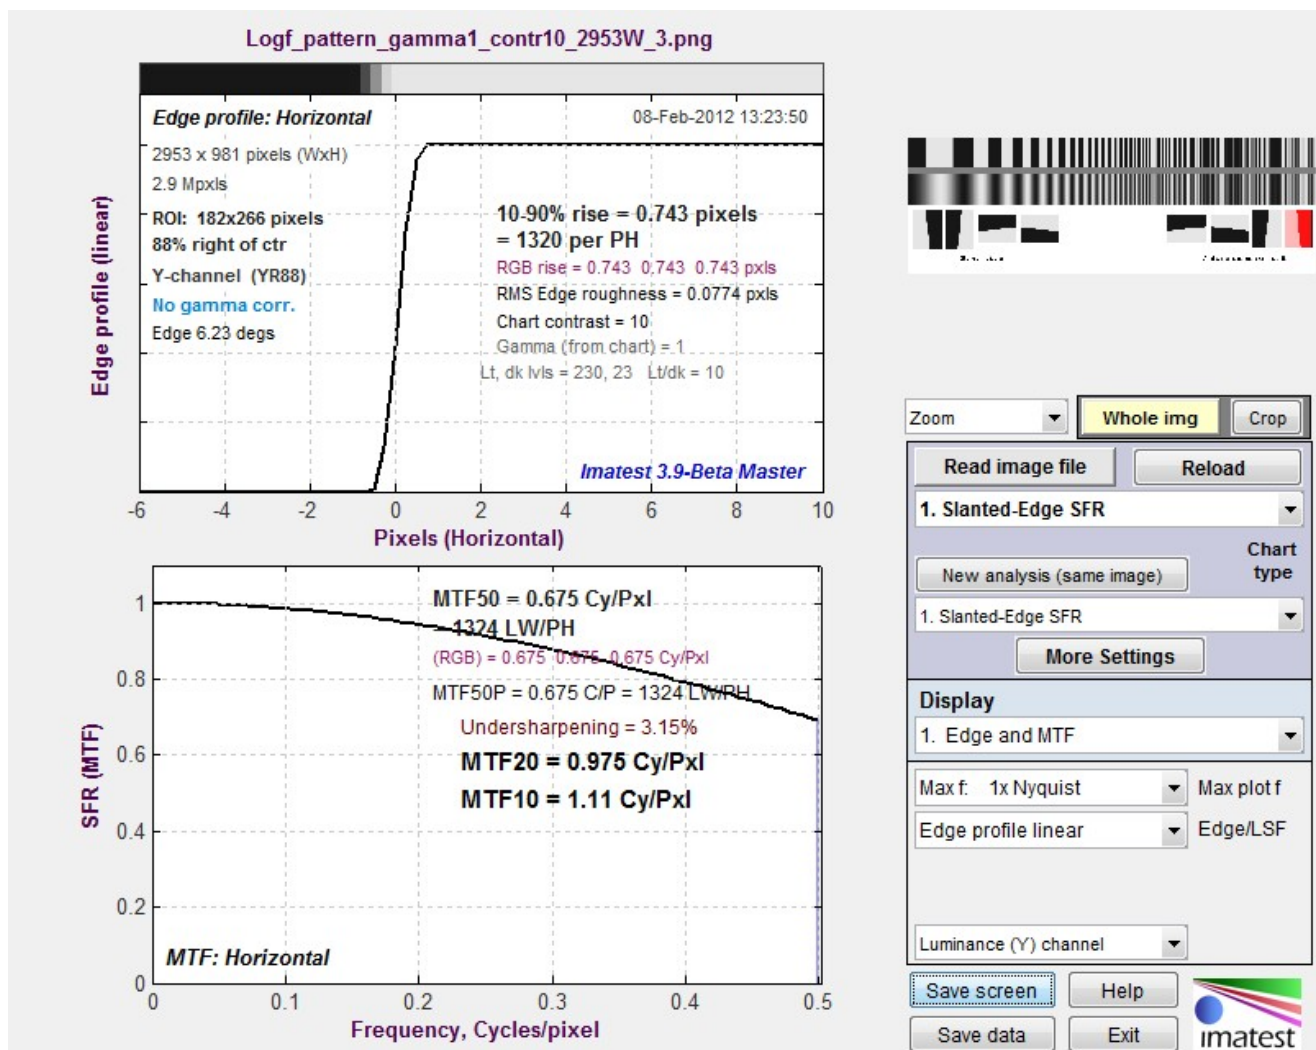 Logf_pattern_gamma1_contr10_2953W_3.png
Edge profile: Horizontal
08-Feb-2012 13:23:50
2953 x 981 pixels (WxH)
2.9 Mpxls
ROI: 182x266 pixels
88% right of ctr
Y-channel (YR88)
No gamma corr.
Edge 6.23 degs
10-90% rise = 0.743 pixels
= 1320 per PH
RGB rise = 0.743 0.743 0.743 pxls
RMS Edge roughness = 0.0774 pxls
Chart contrast = 10
Gamma (from chart) = 1
Lt, dk lvls = 230, 23 Lt/dk = 10
Imatest 3.9-Beta Master
Edge profile (linear)
-6 -4 -2 0 2 4 6 8 10
Pixels (Horizontal)
MTF50 = 0.675 Cy/Pxl
= 1324 LW/PH
(RGB) = 0.675 0.675 0.675 Cy/Pxl
MTF50P = 0.675 C/P = 1324 LW/PH
Undersharpening = 3.15%
MTF20 = 0.975 Cy/Pxl
MTF10 = 1.11 Cy/Pxl
MTF: Horizontal
SFR (MTF)
1
0.8
0.6
0.4
0.2
0
0 0.1 0.2 0.3 0.4 0.5
Frequency, Cycles/pixel
Zoom
Whole img
Crop
Read image file
Reload
1. Slanted-Edge SFR
Chart
type
New analysis (same image)
1. Slanted-Edge SFR
More Settings
Display
1. Edge and MTF
Max f: 1x Nyquist
Max plot f
Edge profile linear
Edge/LSF
Luminance (Y) channel
Save screen
Help
Save data
Exit
imatest